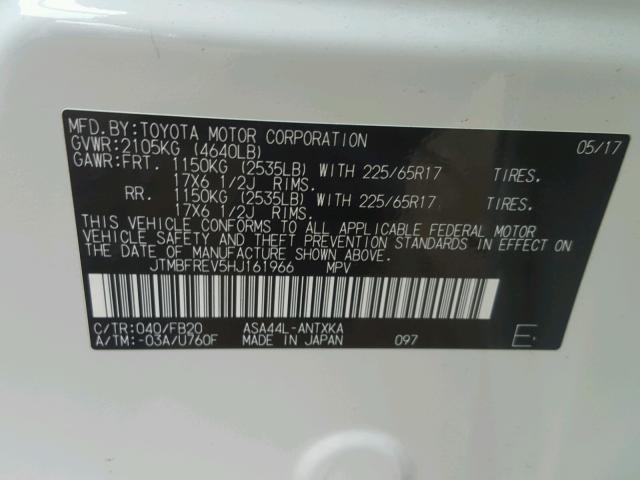 MFD.BY:TOYOTA MOTOR CORPORATION 05/17
GVWR:2105KG (4640LB)
GAWR:FRT. 1150KG (2535LB) WITH 225/65R17 TIRES.
17X6 1/2J RIMS.
RR. 1150KG (2535LB) WITH 225/65R17 TIRES.
17X6 1/2J RIMS.
THIS VEHICLE CONFORMS TO ALL APPLICABLE FEDERAL MOTOR
VEHICLE SAFETY AND THEFT PREVENTION STANDARDS IN EFFECT ON
THE DATE OF MANUFACTURE SHOWN ABOVE.
JTMBFREV5HJ161966 MPV
C/TR:040/FB20 ASA44L-ANTXKA
A/TM:-03A/U760F MADE IN JAPAN 097 E